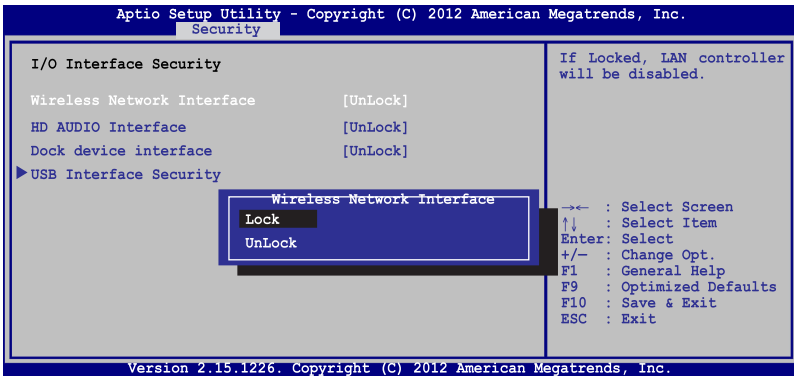 Aptio Setup Utility - Copyright (C) 2012 American Megatrends, Inc.
Security
I/O Interface Security
Wireless Network Interface [UnLock]
HD AUDIO Interface [UnLock]
Dock device interface [UnLock]
USB Interface Security
If Locked, LAN controller
will be disabled.
Wireless Network Interface
Lock
UnLock
→← : Select Screen
↑↓ : Select Item
Enter: Select
+/— : Change Opt.
F1 : General Help
F9 : Optimized Defaults
F10 : Save & Exit
ESC : Exit
Version 2.15.1226. Copyright (C) 2012 American Megatrends, Inc.